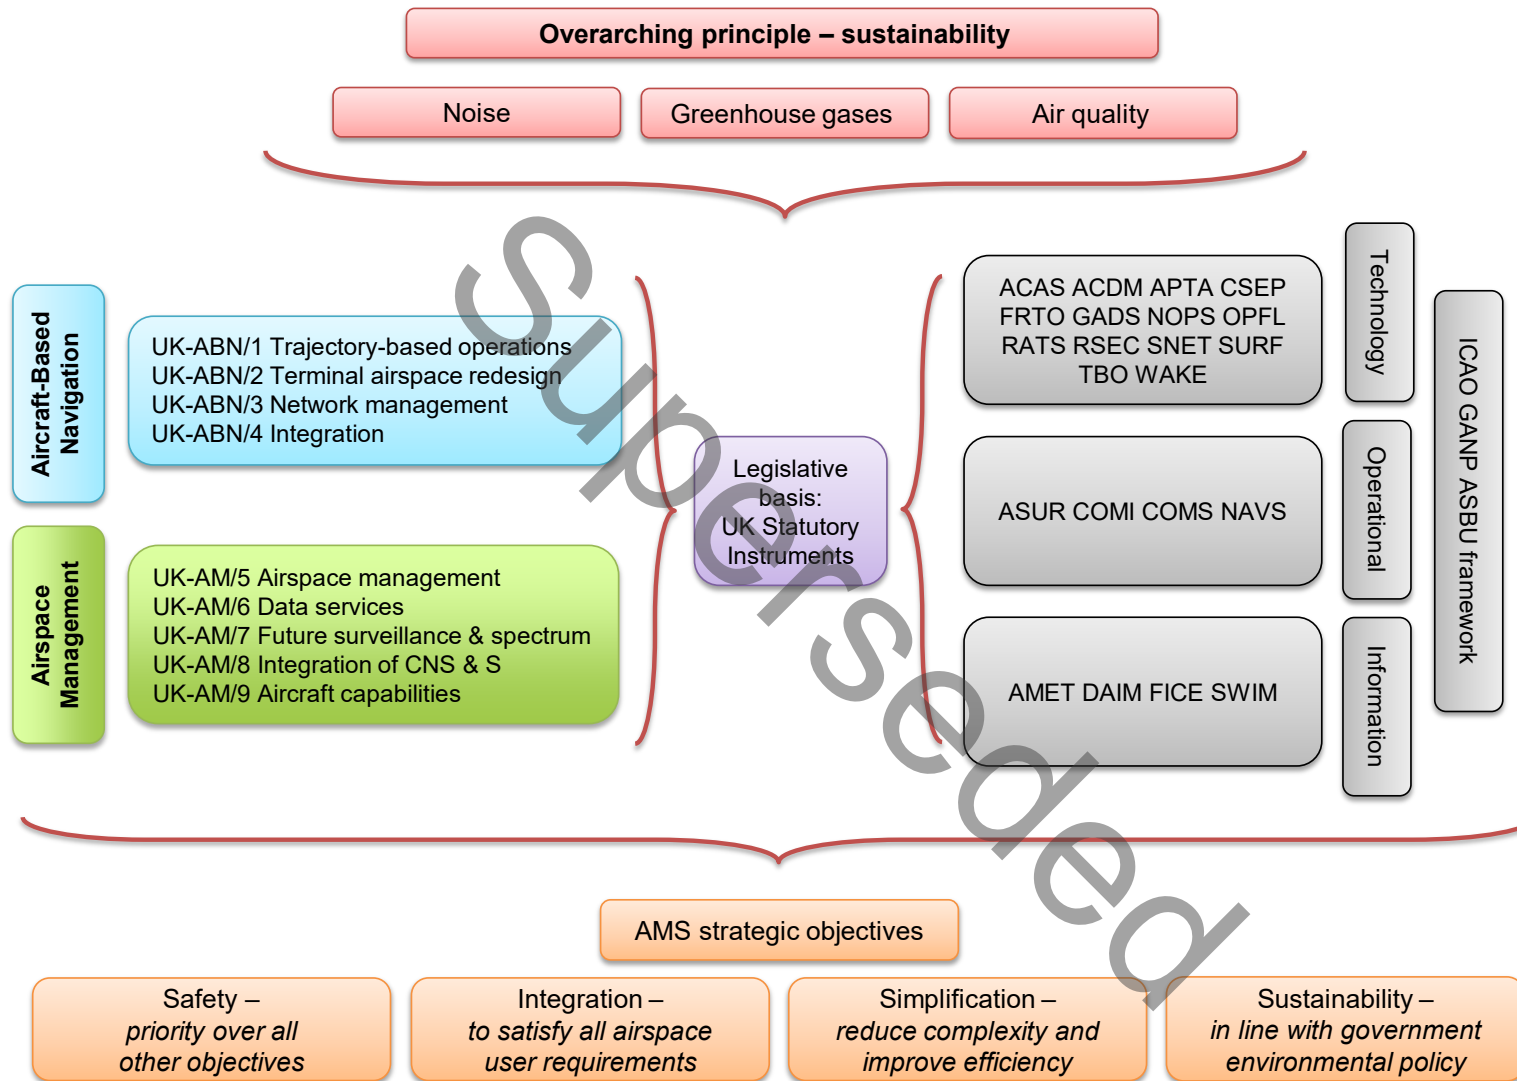 Overarching principle – sustainability
Noise
Greenhouse gases
Air quality
Aircraft-Based
Navigation
UK-ABN/1 Trajectory-based operations
UK-ABN/2 Terminal airspace redesign
UK-ABN/3 Network management
UK-ABN/4 Integration
Airspace
Management
UK-AM/5 Airspace management
UK-AM/6 Data services
UK-AM/7 Future surveillance & spectrum
UK-AM/8 Integration of CNS & S
UK-AM/9 Aircraft capabilities
Legislative
basis:
UK Statutory
Instruments
ACAS ACDM APTA CSEP
FRTO GADS NOPS OPFL
RATS RSEC SNET SURF
TBO WAKE
Technology
ASUR COMI COMS NAVS
Operational
AMET DAIM FICE SWIM
Information
ICAO GANP ASBU framework
Superseded
AMS strategic objectives
Safety –
priority over all
other objectives
Integration –
to satisfy all airspace
user requirements
Simplification –
reduce complexity and
improve efficiency
Sustainability –
in line with government
environmental policy